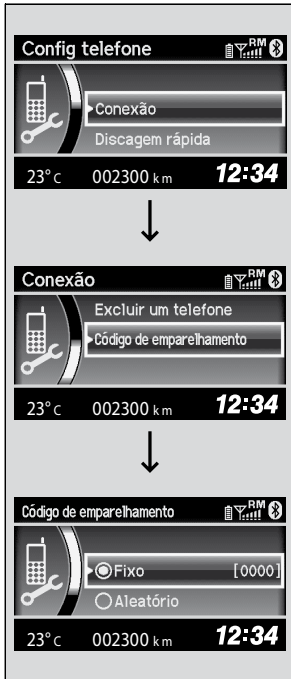 Config telefone RM
Conexão
Discagem rápida
23°c 002300 km 12:34
Conexão RM
Excluir um telefone
Código de emparelhamento
23°c 002300 km 12:34
Código de emparelhamento RM
Fixo [0000]
Aleatório
23°c 002300 km 12:34